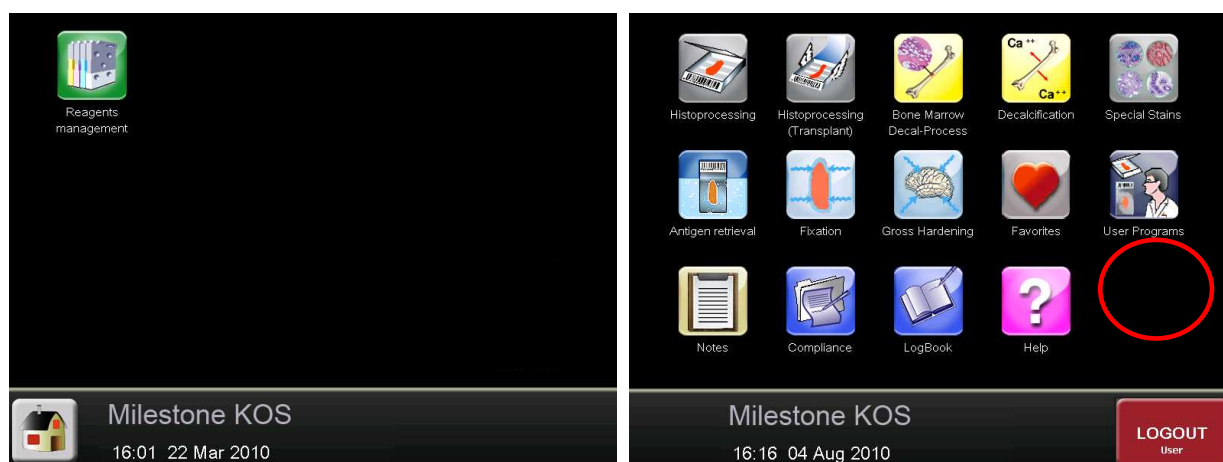 Reagents
management
Milestone KOS
16:01 22 Mar 2010
Ca ++
Ca++
Histoprocessing
Histoprocessing
(Transplant)
Bone Marrow
Decal-Process
Decalcification
Special Stains
Antigen retrieval
Fixation
Gross Hardening
Favorites
User Programs
?
Notes
Compliance
LogBook
Help
Milestone KOS
16:16 04 Aug 2010
LOGOUT
User